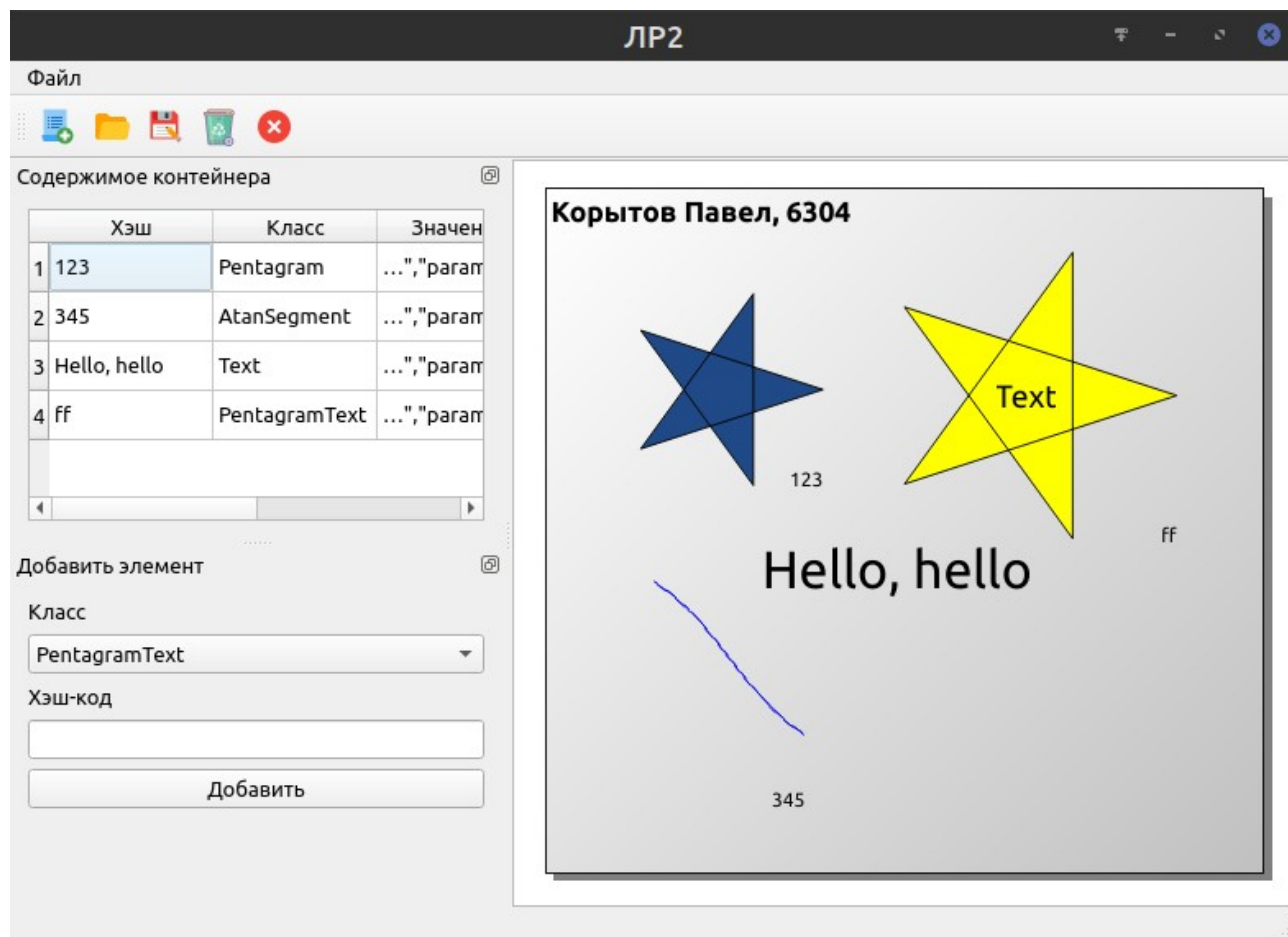 ЛР2
Файл
Содержимое контейнера
Хэш Класс Значен
1 123 Pentagram …","param
2 345 AtanSegment …","param
3 Hello, hello Text …","param
4 ff PentagramText …","param
Добавить элемент
Класс
PentagramText
Хэш-код
Добавить
Корытов Павел, 6304
Text
123
ff
Hello, hello
345